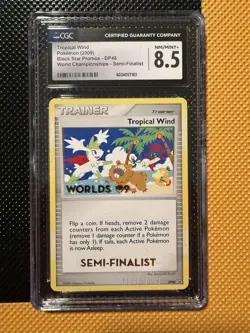 CGC
CERTIFIED GUARANTY COMPANY
Tropical Wind
Pokémon (2009)
Black Star Promos - DP48
World Championships - Semi-Finalist
NM/MINT+
8.5
TRAINER
Tropical Wind
WORLDS 09
Flip a coin. If heads, remove 2 damage
counters from each Active Pokémon
(remove 1 damage counter if a Pokémon
has only 1). If tails, each Active
Pokémon is now Asleep.
SEMI-FINALIST